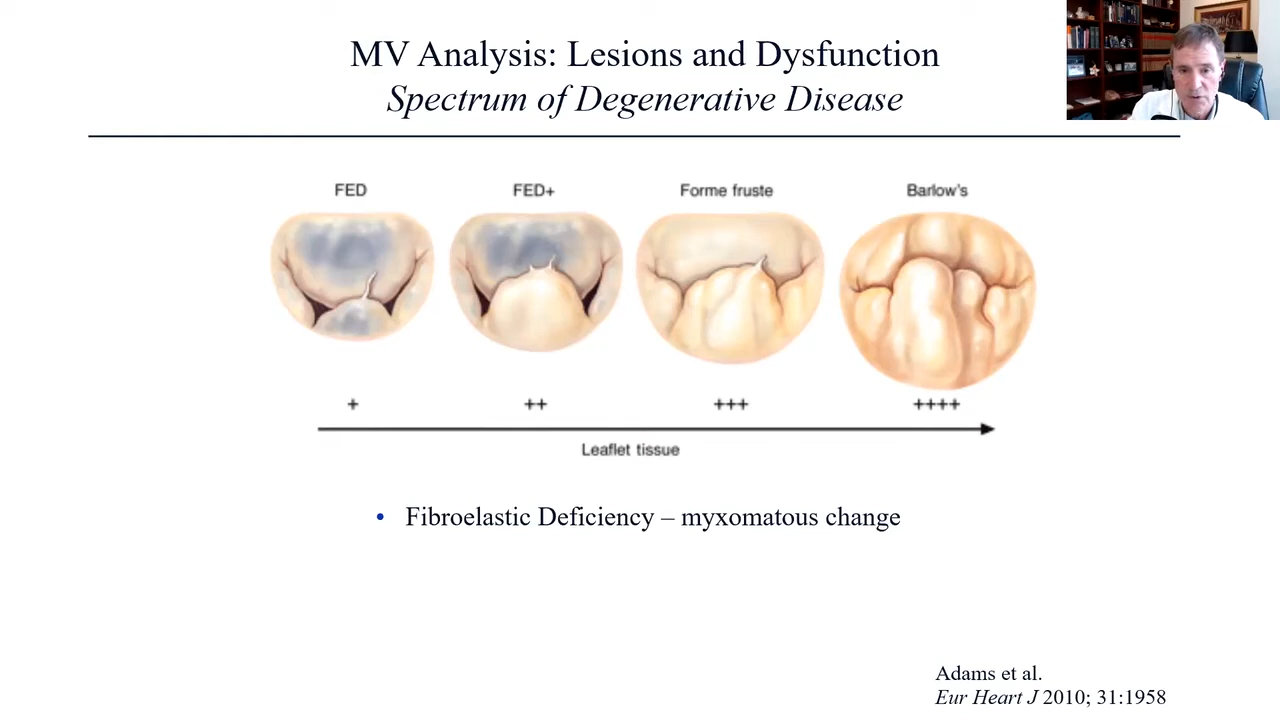 MV Analysis: Lesions and Dysfunction
Spectrum of Degenerative Disease
FED FED+ Forme fruste Barlow's
+ ++ +++ ++++
Leaflet tissue
• Fibroelastic Deficiency – myxomatous change
Adams et al.
Eur Heart J 2010; 31:1958